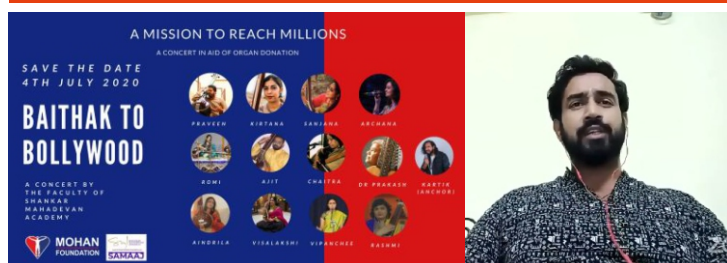 A MISSION TO REACH MILLIONS
A CONCERT IN AID OF ORGAN DONATION
SAVE THE DATE
4TH JULY 2020
BAITHAK TO
BOLLYWOOD
A CONCERT BY
THE FACULTY OF
SHANKAR
MAHADEVAN
ACADEMY
PRAVEEN KIRTANA SANJANA ARCHANA
ROMI AJIT CHAITRA DR PRAKASH KARTIK
(ANCHOR)
AINDRILA VISALAKSHI VIPANCHEE RASHMI
MOHAN
FOUNDATION
SAMAAJ